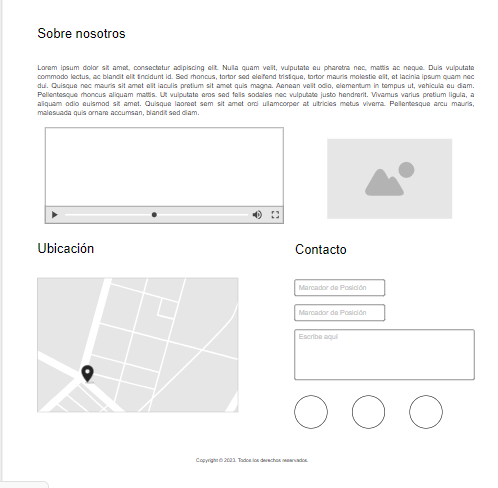 Sobre nosotros
Lorem ipsum dolor sit amet, consectetur adipiscing elit. Nulla quam velit, vulputate eu pharetra nec, mattis ac neque. Duis vulputate
commodo lectus, ac blandit elit tincidunt id. Sed rhoncus, tortor sed eleifend tristique, tortor mauris molestie elit, et lacinia ipsum quam nec
dui. Quisque nec mauris sit amet elit iaculis pretium sit amet quis magna. Aenean velit odio, elementum in tempus ut, vehicula eu diam.
Pellentesque rhoncus aliquam mattis. Ut vulputate eros sed felis sodales nec vulputate justo hendrerit. Vivamus varius pretium ligula, a
aliquam odio euismod sit amet. Quisque laoreet sem sit amet orci ullamcorper at ultricies metus viverra. Pellentesque arcu mauris,
malesuada quis ornare accumsan, blandit sed diam.
Ubicación
Contacto
Marcador de Posición
Marcador de Posición
Escribe aquí
Copyright © 2023. Todos los derechos reservados.